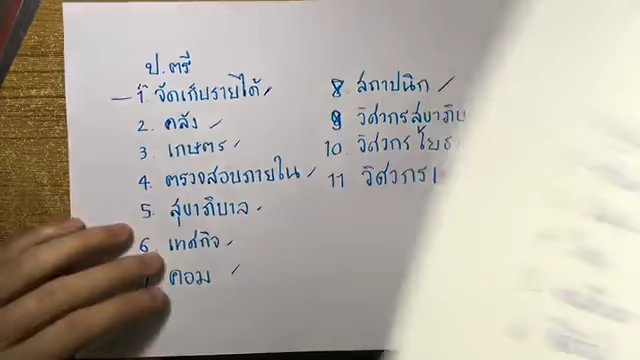 ป.ตรี
1. จัดเก็บรายได้
2. คลัง
3. เกษตร
4. ตรวจสอบภายใน
5. สุขาภิบาล
6. เทศกิจ
คอม
8 สถาปนิก
9 วิศวกรสุขาภิบ
10. วิศวกร โยธ
11 วิศวกร